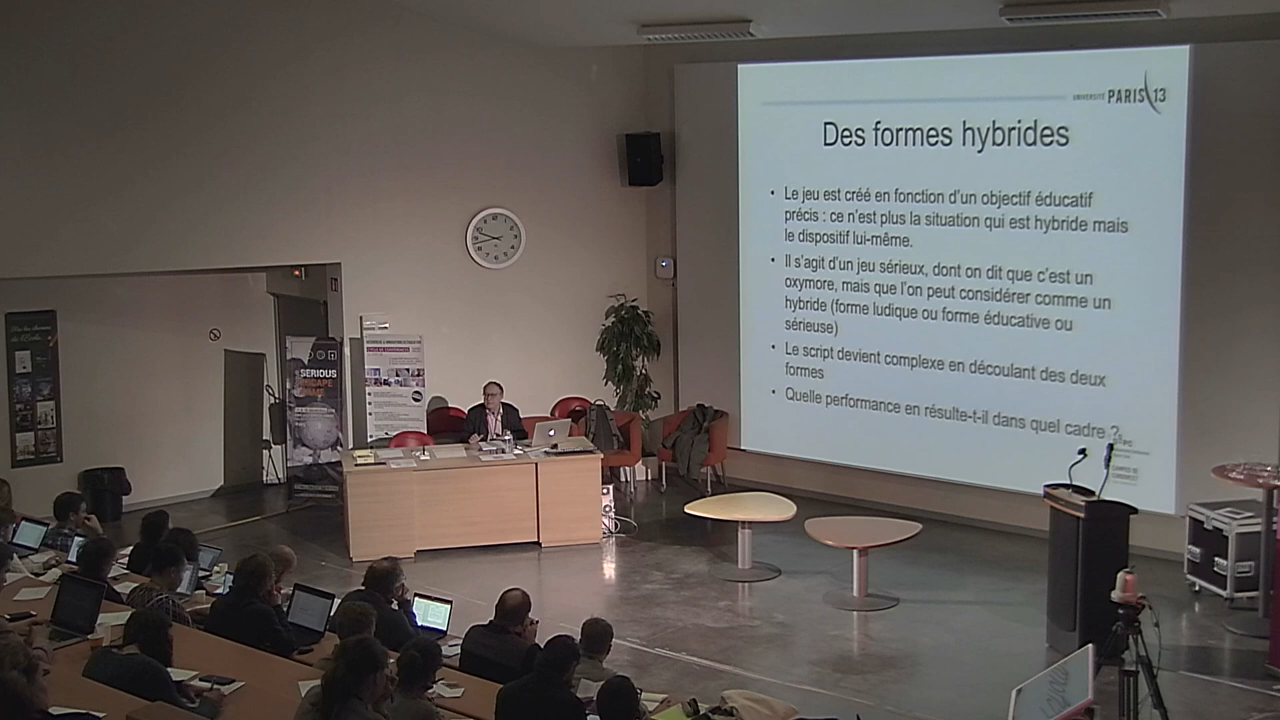 UNIVERSITÉ PARIS 13
Des formes hybrides
• Le jeu est créé en fonction d'un objectif éducatif
précis : ce n'est plus la situation qui est hybride mais
le dispositif lui-même.
• Il s'agit d'un jeu sérieux, dont on dit que c'est un
oxymore, mais que l'on peut considérer comme un
hybride (forme ludique ou forme éducative ou
sérieuse)
• Le script devient complexe en découlant des deux
formes
• Quelle performance en résulte-t-il dans quel cadre ?
SERIOUS